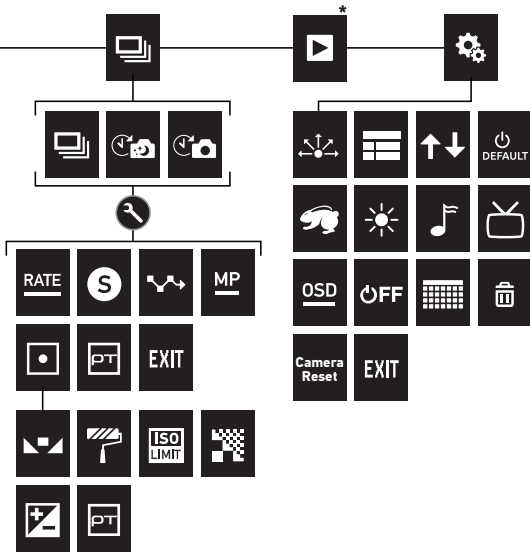 *
DEFAULT
RATE
S
MP
OSD
OFF
PT
EXIT
Camera
Reset
EXIT
ISO
LIMIT
PT